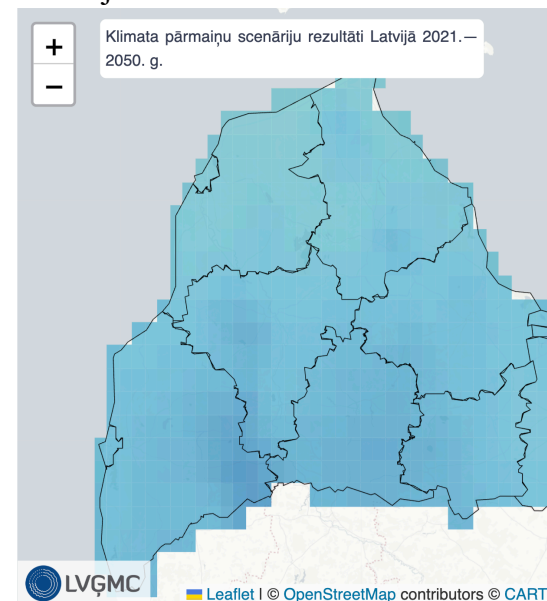 +
−
Klimata pārmaiņu scenāriju rezultāti Latvijā 2021.—
2050. g.
LVĢMC
Leaflet | © OpenStreetMap contributors © CART